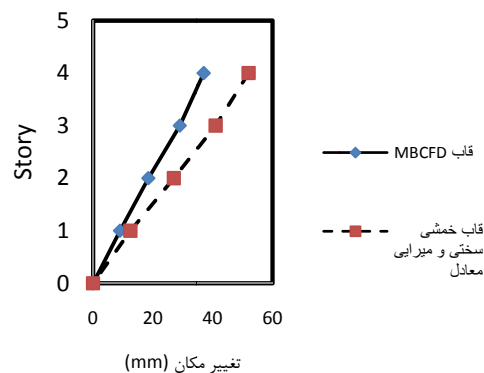 5
4
3
2
1
0
Story
0 20 40 60
تغییر مکان (mm)
قاب MBCFD
قاب خمشی
سختی و میرایی
معادل